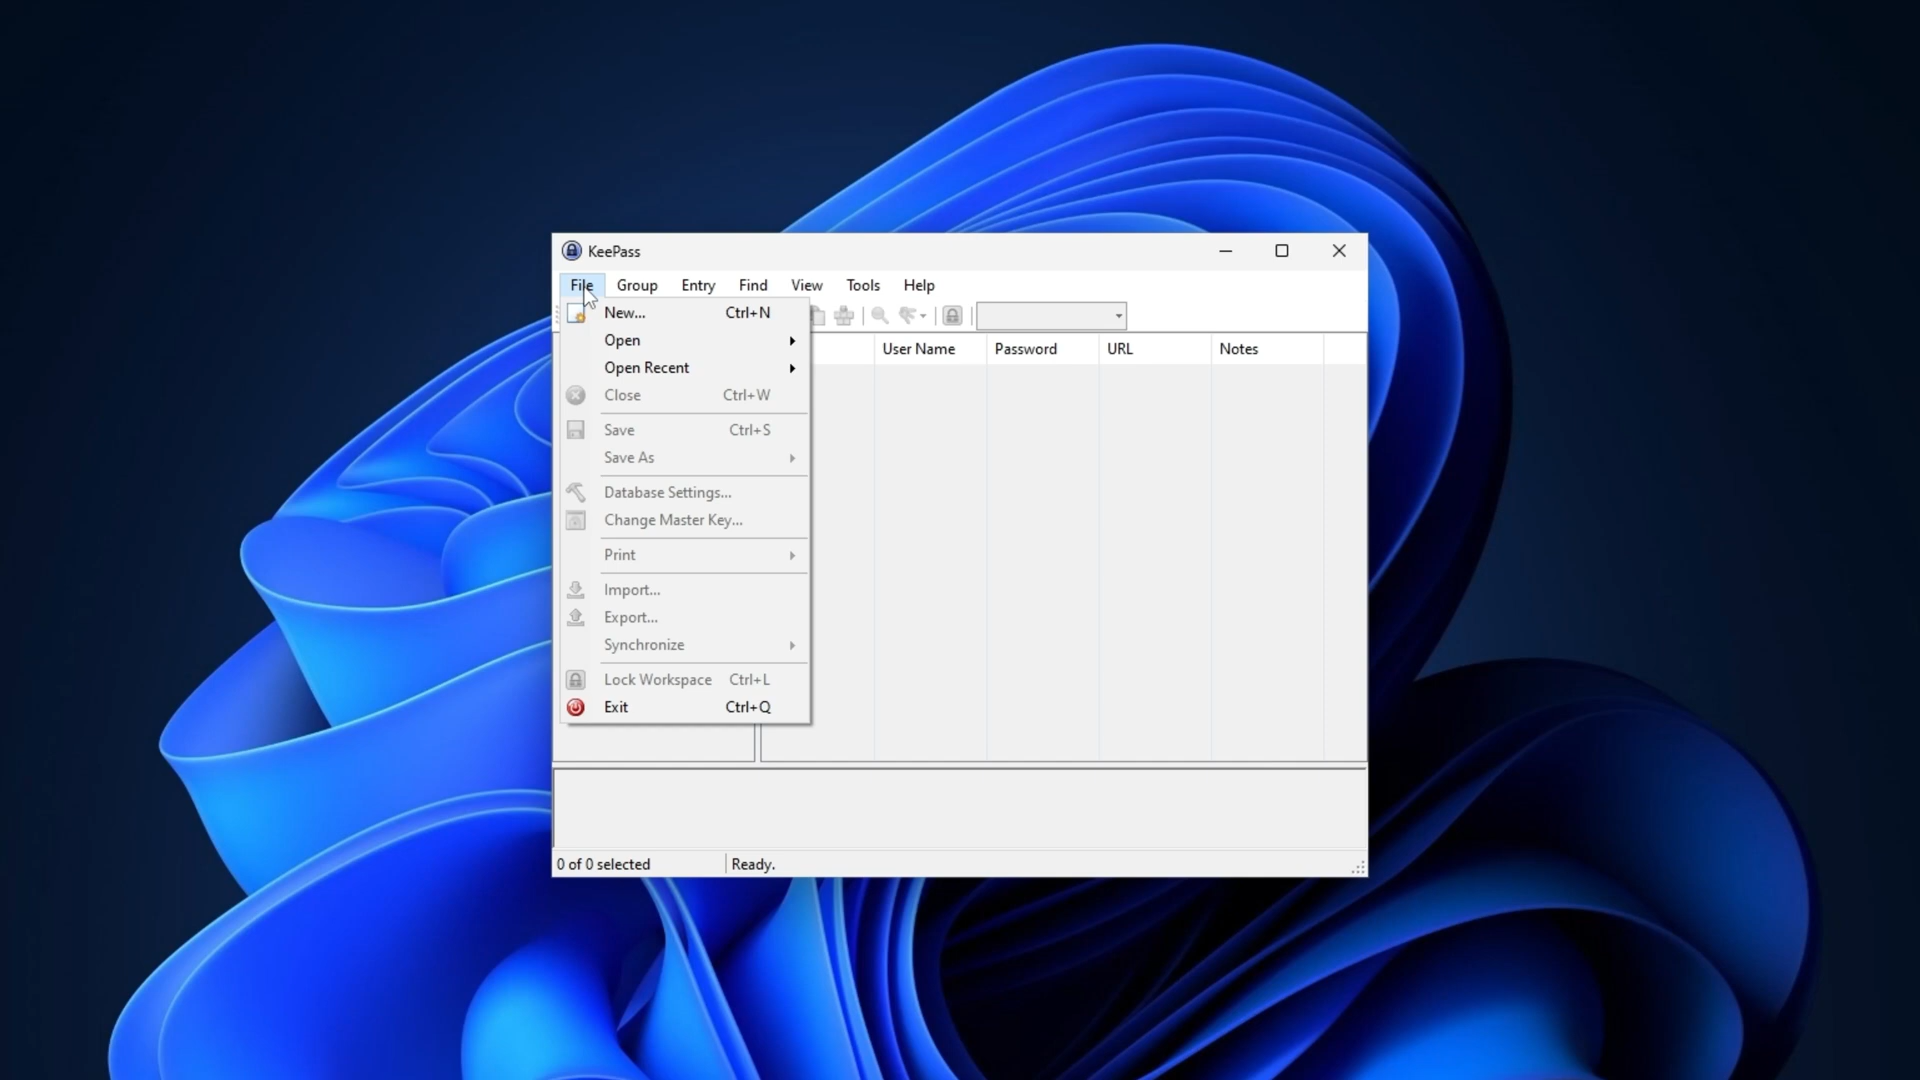 KeePass
File Group Entry Find View Tools Help
New... Ctrl+N
Open
Open Recent
Close Ctrl+W
Save Ctrl+S
Save As
Database Settings...
Change Master Key...
Print
Import...
Export...
Synchronize
Lock Workspace Ctrl+L
Exit Ctrl+Q
User Name Password URL Notes
0 of 0 selected Ready.